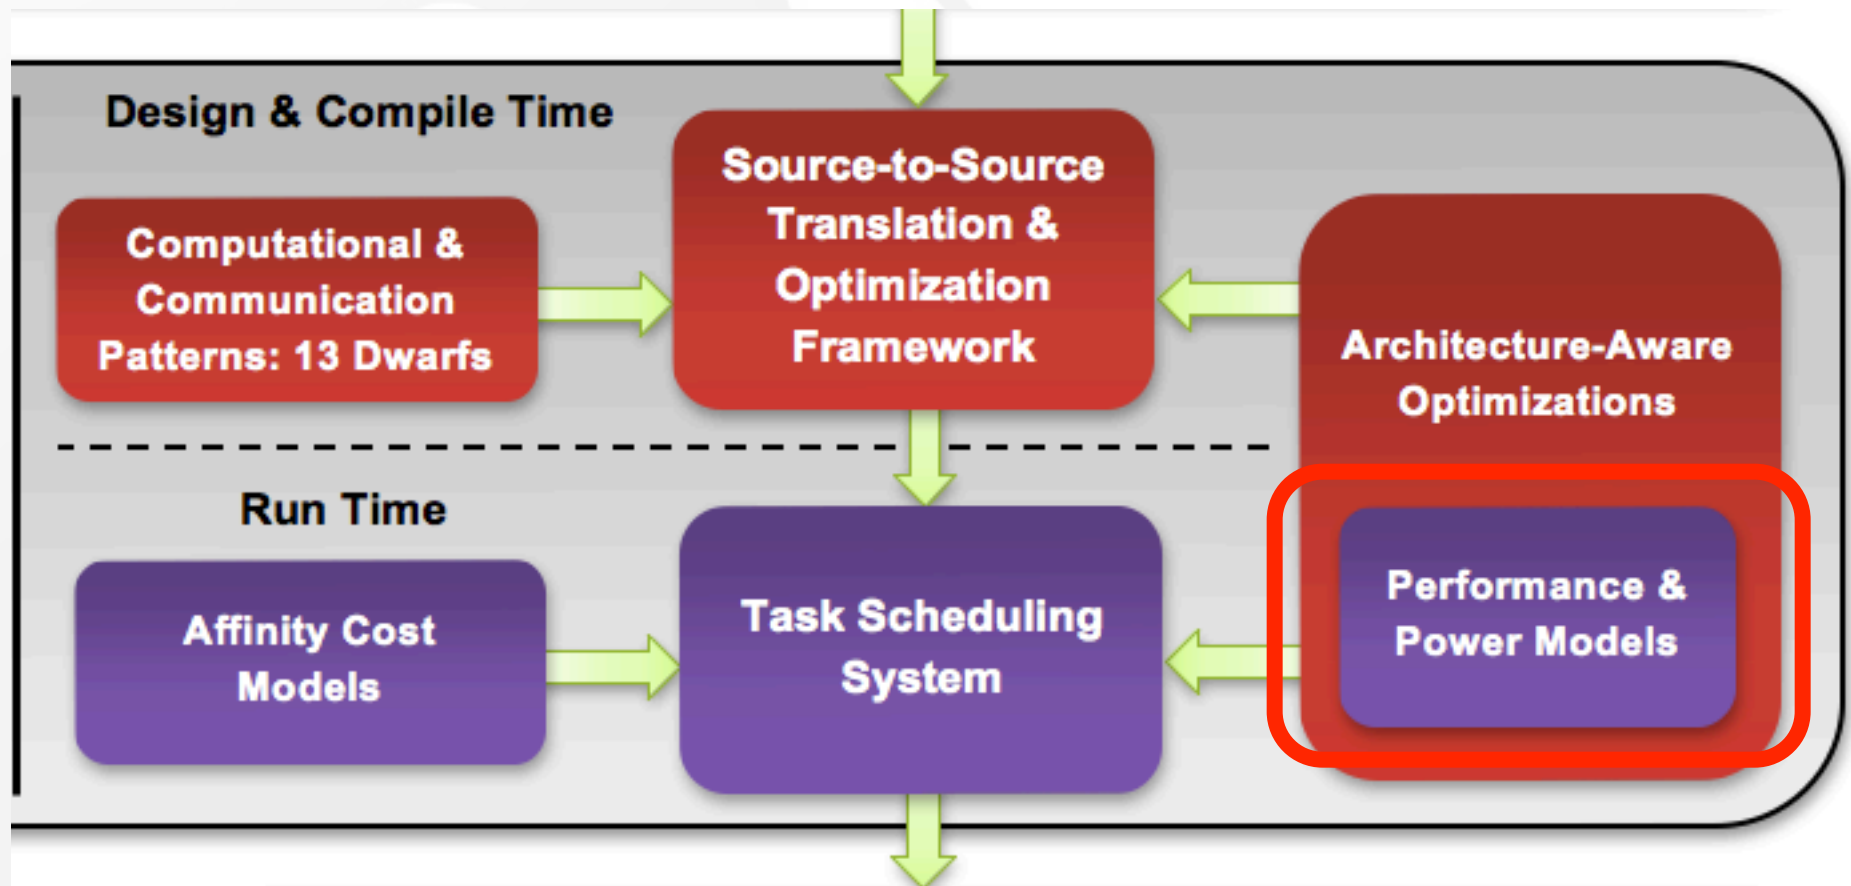 Design & Compile Time
Computational &
Communication
Patterns: 13 Dwarfs
Source-to-Source
Translation &
Optimization
Framework
Architecture-Aware
Optimizations
Run Time
Affinity Cost
Models
Task Scheduling
System
Performance &
Power Models